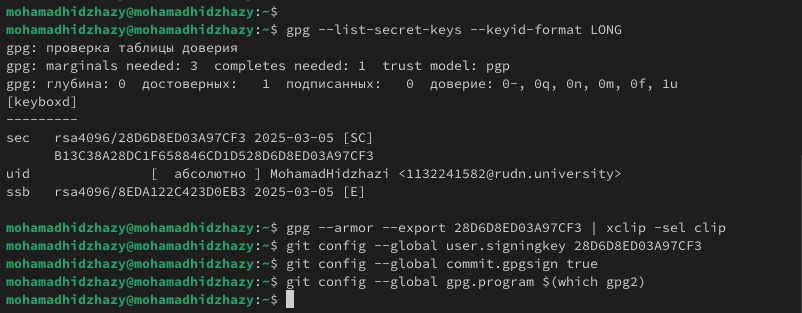 mohamadhidzhazy@mohamadhidzhazy:~$
mohamadhidzhazy@mohamadhidzhazy:~$ gpg --list-secret-keys --keyid-format LONG
gpg: проверка таблицы доверия
gpg: marginals needed: 3  completes needed: 1  trust model: pgp
gpg: глубина: 0  достоверных:   1  подписанных:   0  доверие: 0-, 0q, 0n, 0m, 0f, 1u
[keyboxd]
---------
sec   rsa4096/28D6D8ED03A97CF3 2025-03-05 [SC]
      B13C38A28DC1F658846CD1D528D6D8ED03A97CF3
uid               [  абсолютно ] MohamadHidzhazi <1132241582@rudn.university>
ssb   rsa4096/8EDA122C423D0EB3 2025-03-05 [E]

mohamadhidzhazy@mohamadhidzhazy:~$ gpg --armor --export 28D6D8ED03A97CF3 | xclip -sel clip
mohamadhidzhazy@mohamadhidzhazy:~$ git config --global user.signingkey 28D6D8ED03A97CF3
mohamadhidzhazy@mohamadhidzhazy:~$ git config --global commit.gpgsign true
mohamadhidzhazy@mohamadhidzhazy:~$ git config --global gpg.program $(which gpg2)
mohamadhidzhazy@mohamadhidzhazy:~$